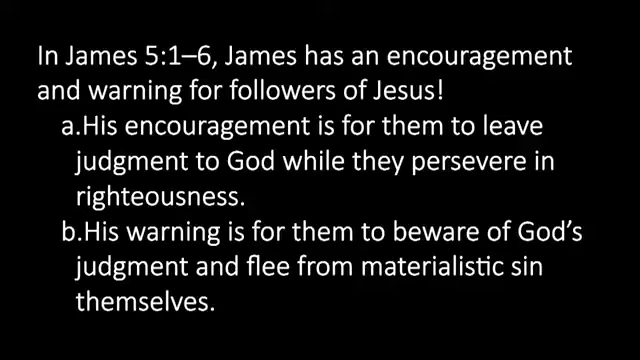 In James 5:1–6, James has an encouragement
and warning for followers of Jesus!
a.His encouragement is for them to leave
judgment to God while they persevere in
righteousness.
b.His warning is for them to beware of God’s
judgment and flee from materialistic sin
themselves.